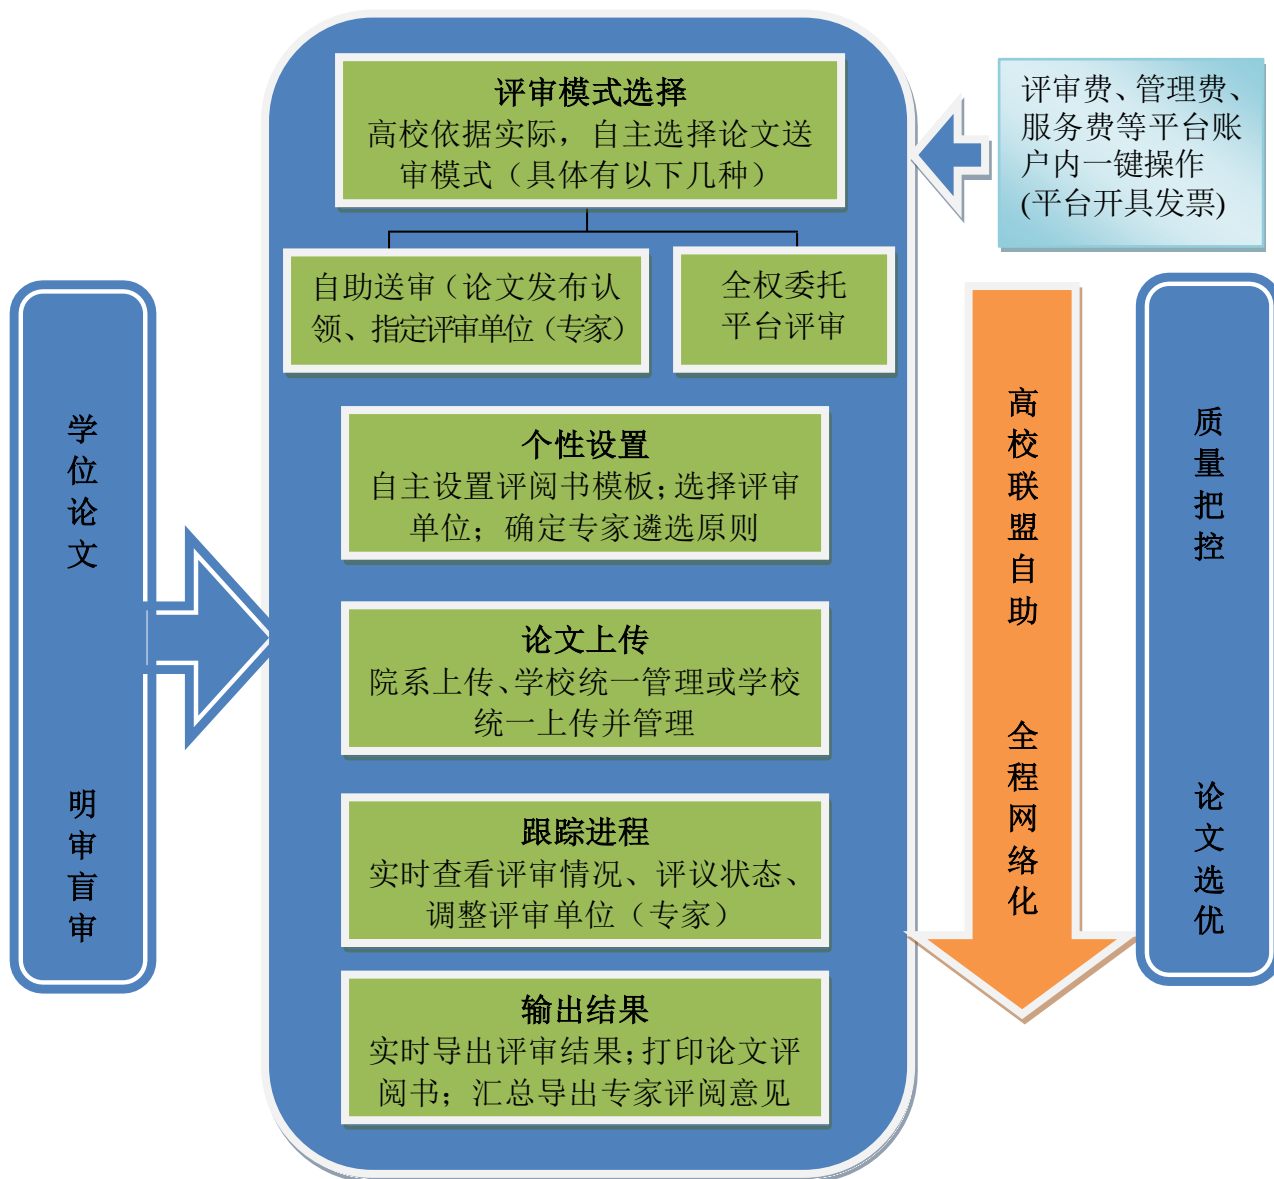 评审模式选择
高校依据实际，自主选择论文送
审模式（具体有以下几种）
自助送审（论文发布认
领、指定评审单位（专家）
全权委托
平台评审
个性设置
自主设置评阅书模板；选择评审
单位；确定专家遴选原则
论文上传
院系上传、学校统一管理或学校
统一上传并管理
跟踪进程
实时查看评审情况、评议状态、
调整评审单位（专家）
输出结果
实时导出评审结果；打印论文评
阅书；汇总导出专家评阅意见
评审费、管理费、
服务费等平台账
户内一键操作
(平台开具发票)
学位论文
明审盲审
高校联盟自助
全程网络化
质量把控
论文选优